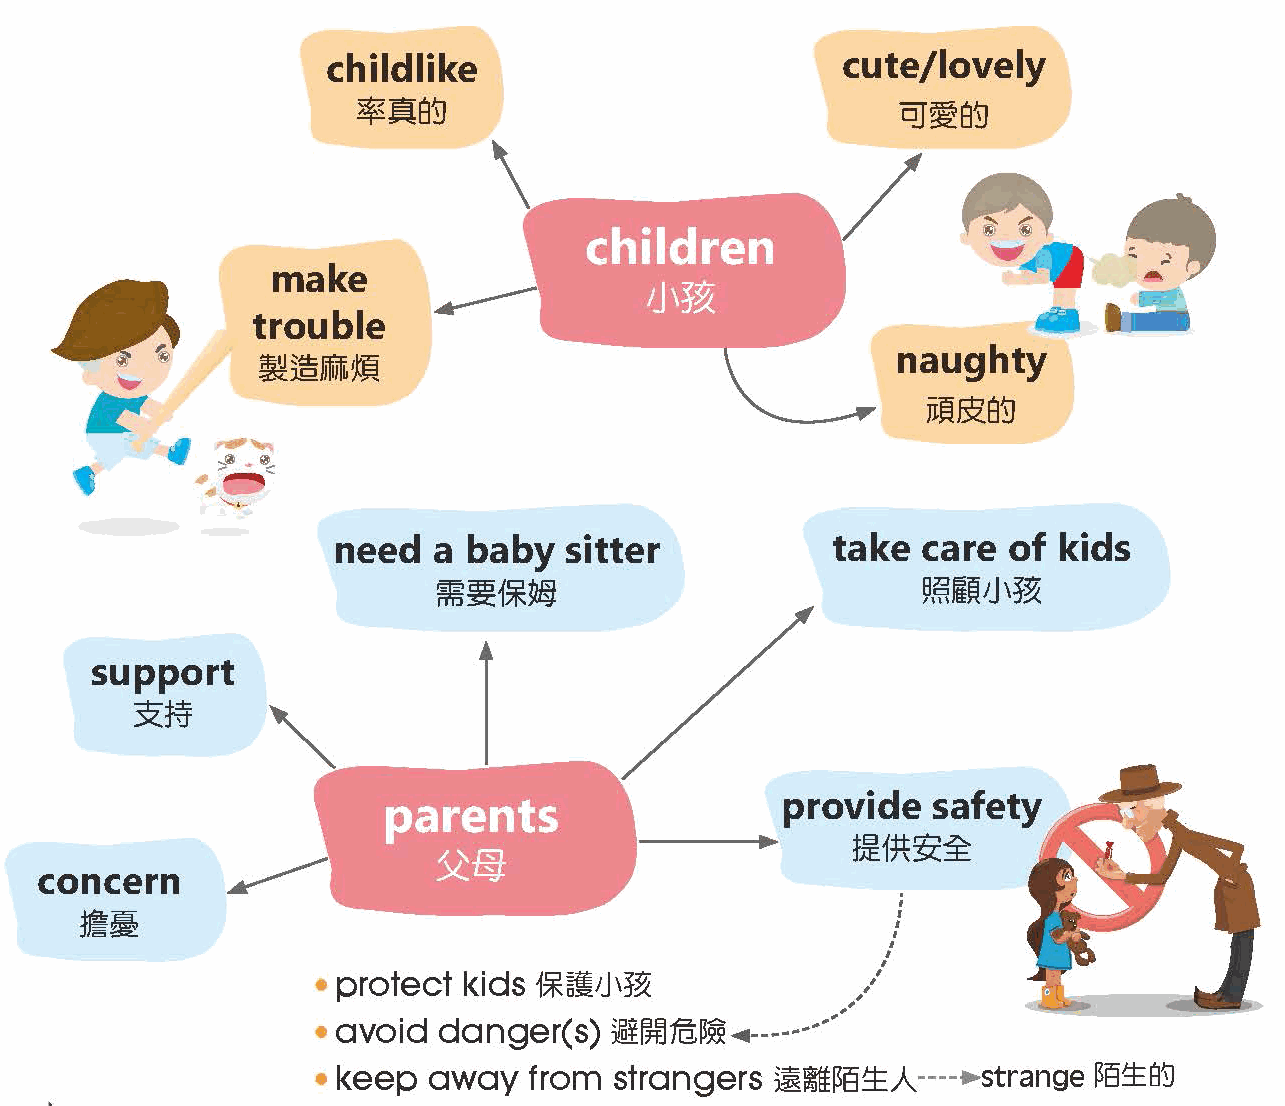 childlike
率真的
cute/lovely
可愛的
children
小孩
make
trouble
製造麻煩
naughty
頑皮的
need a baby sitter
需要保姆
take care of kids
照顧小孩
support
支持
parents
父母
provide safety
提供安全
concern
擔憂
•protect kids 保護小孩
•avoid danger(s) 避開危險
•keep away from strangers 遠離陌生人
strange 陌生的